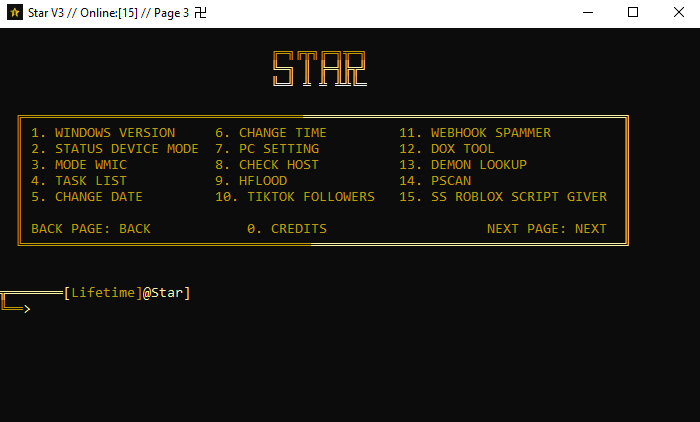 Star V3 // Online:[15] // Page 3 卍
STAR
1. WINDOWS VERSION 6. CHANGE TIME 11. WEBHOOK SPAMMER
2. STATUS DEVICE MODE 7. PC SETTING 12. DOX TOOL
3. MODE WMIC 8. CHECK HOST 13. DEMON LOOKUP
4. TASK LIST 9. HFLOOD 14. PSCAN
5. CHANGE DATE 10. TIKTOK FOLLOWERS 15. SS ROBLOX SCRIPT GIVER
BACK PAGE: BACK 0. CREDITS NEXT PAGE: NEXT
[Lifetime]@Star]
>